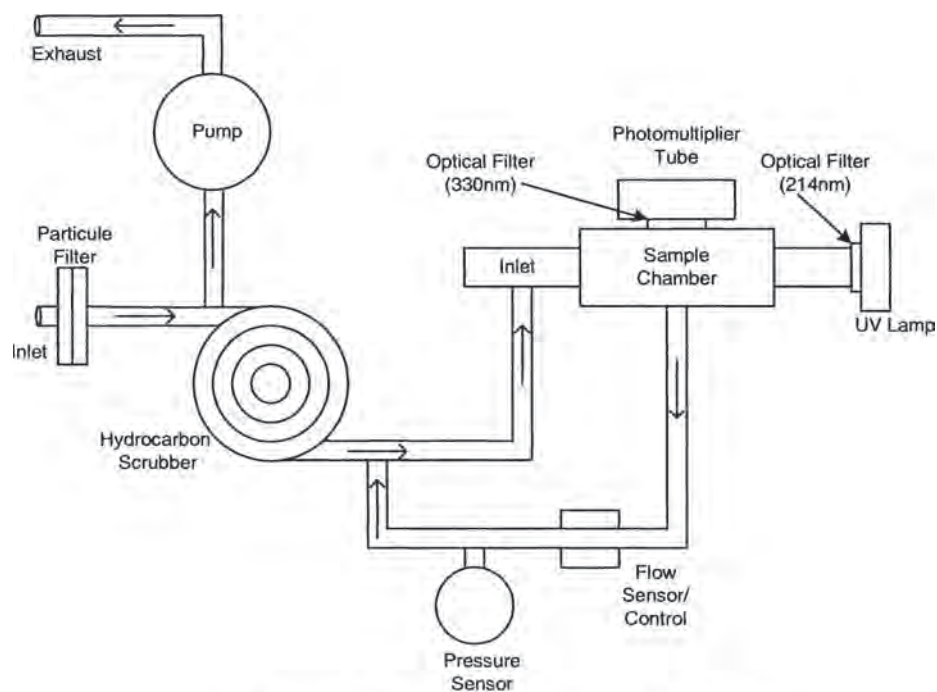 Exhaust
Pump
Photomultiplier
Tube
Optical Filter
(330nm)
Optical Filter
(214nm)
Particule
Filter
Inlet
Sample
Chamber
UV Lamp
Inlet
Hydrocarbon
Scrubber
Flow
Sensor/
Control
Pressure
Sensor